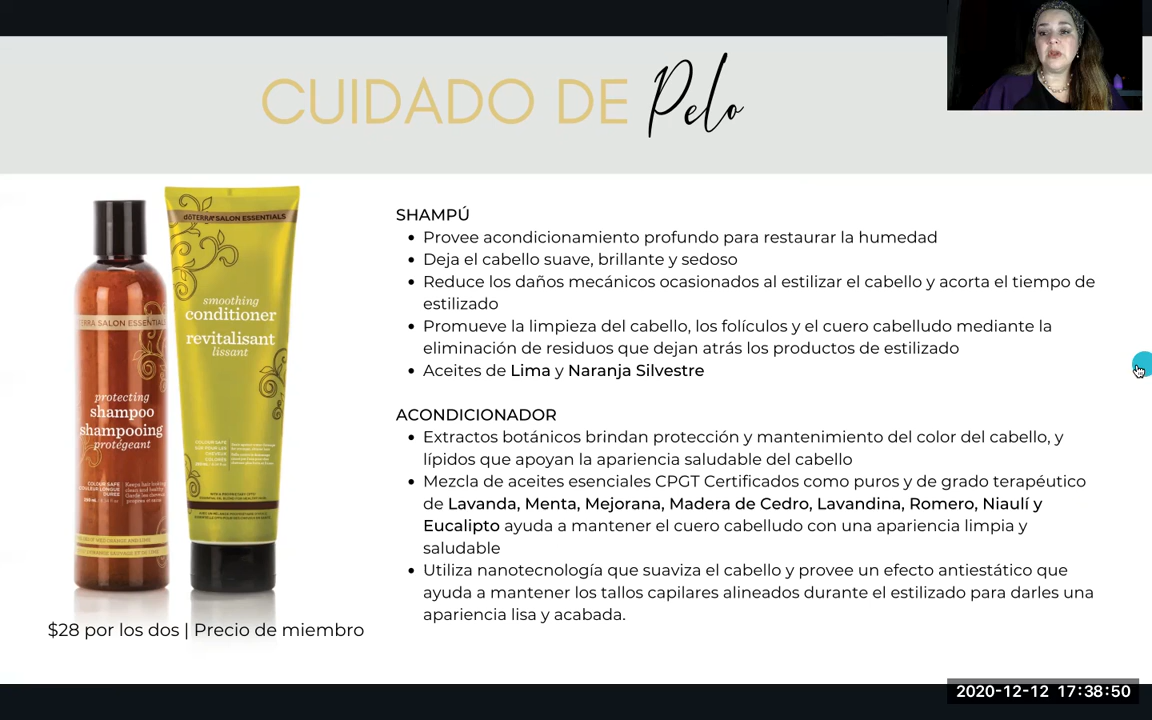 CUIDADO DE Pelo
SHAMPÚ
• Provee acondicionamiento profundo para restaurar la humedad
• Deja el cabello suave, brillante y sedoso
• Reduce los daños mecánicos ocasionados al estilizar el cabello y acorta el tiempo de
estilizado
• Promueve la limpieza del cabello, los folículos y el cuero cabelludo mediante la
eliminación de residuos que dejan atrás los productos de estilizado
• Aceites de Lima y Naranja Silvestre
ACONDICIONADOR
• Extractos botánicos brindan protección y mantenimiento del color del cabello, y
lípidos que apoyan la apariencia saludable del cabello
• Mezcla de aceites esenciales CPGT Certificados como puros y de grado terapéutico
de Lavanda, Menta, Mejorana, Madera de Cedro, Lavandina, Romero, Niaulí y
Eucalipto ayuda a mantener el cuero cabelludo con una apariencia limpia y
saludable
• Utiliza nanotecnología que suaviza el cabello y provee un efecto antiestático que
ayuda a mantener los tallos capilares alineados durante el estilizado para darles una
apariencia lisa y acabada.
dōTERRA SALON ESSENTIALS
smoothing
conditioner
revitalisant
lissant
TERRA SALON ESSENTIALS
protecting
shampoo
shampooing
protégeant
$28 por los dos | Precio de miembro
2020-12-12 17:38:50